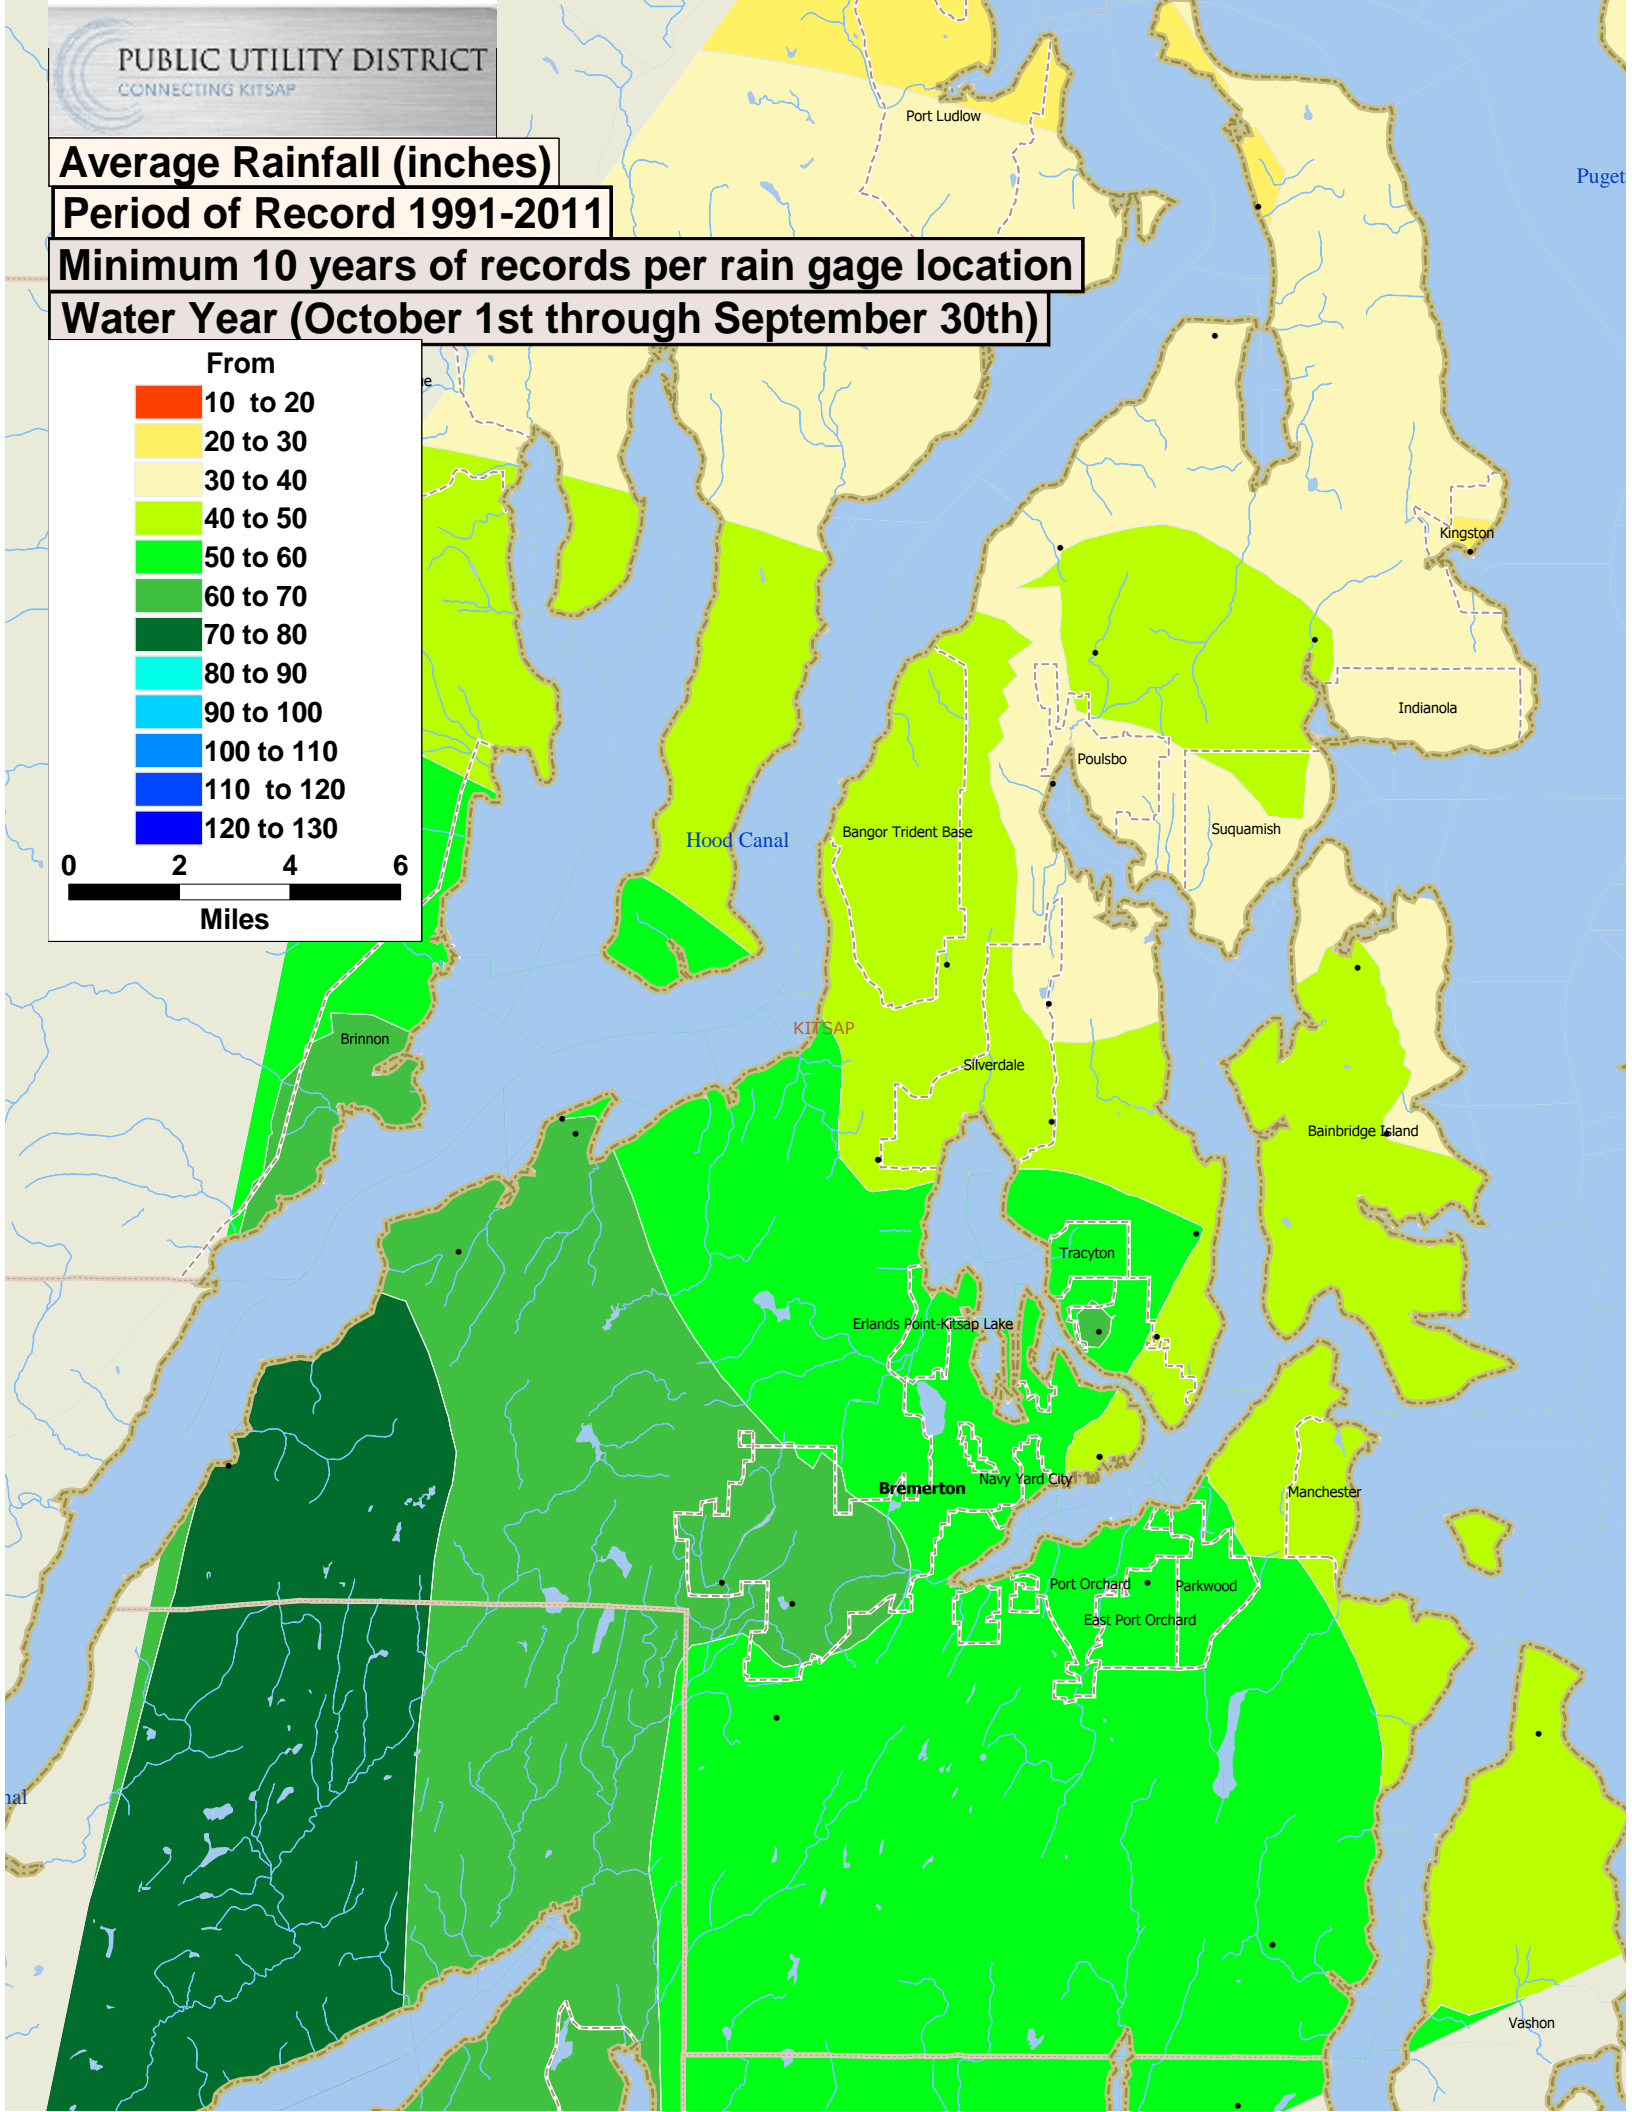 PUBLIC UTILITY DISTRICT
CONNECTING KITSAP
Average Rainfall (inches)
Period of Record 1991-2011
Minimum 10 years of records per rain gage location
Water Year (October 1st through September 30th)
From
10 to 20
20 to 30
30 to 40
40 to 50
50 to 60
60 to 70
70 to 80
80 to 90
90 to 100
100 to 110
110 to 120
120 to 130
0 2 4 6
Miles
Port Ludlow
Puget
Kingston
Indianola
Poulsbo
Suquamish
Bangor Trident Base
Hood Canal
KITSAP
Brinnon
Silverdale
Bainbridge Island
Tracyton
Erlands Point-Kitsap Lake
Navy Yard City
Bremerton
Manchester
Port Orchard
Parkwood
East Port Orchard
Vashon